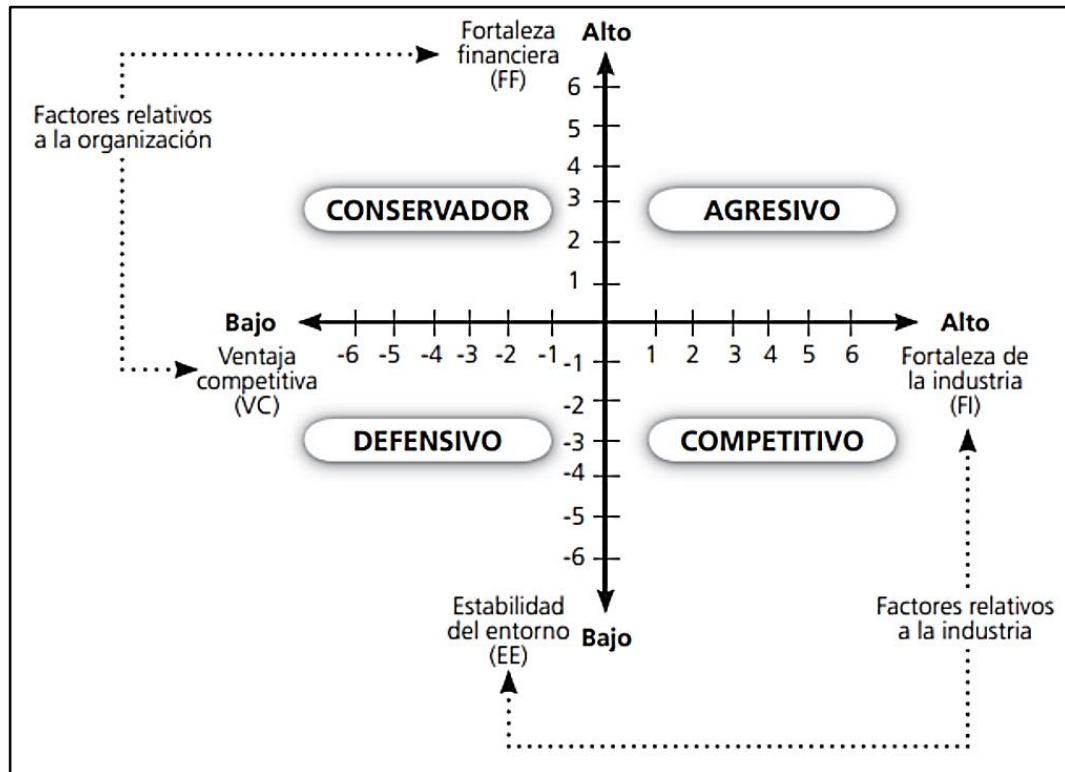 Fortaleza
financiera
(FF)
Alto
Factores relativos
a la organización
6
5
4
3
2
1
CONSERVADOR
AGRESIVO
Bajo
Ventaja
competitiva
(VC)
-6 -5 -4 -3 -2 -1
1 2 3 4 5 6
Alto
Fortaleza de
la industria
(FI)
-1
-2
-3
-4
-5
-6
DEFENSIVO
COMPETITIVO
Estabilidad
del entorno
(EE)
Bajo
Factores relativos
a la industria